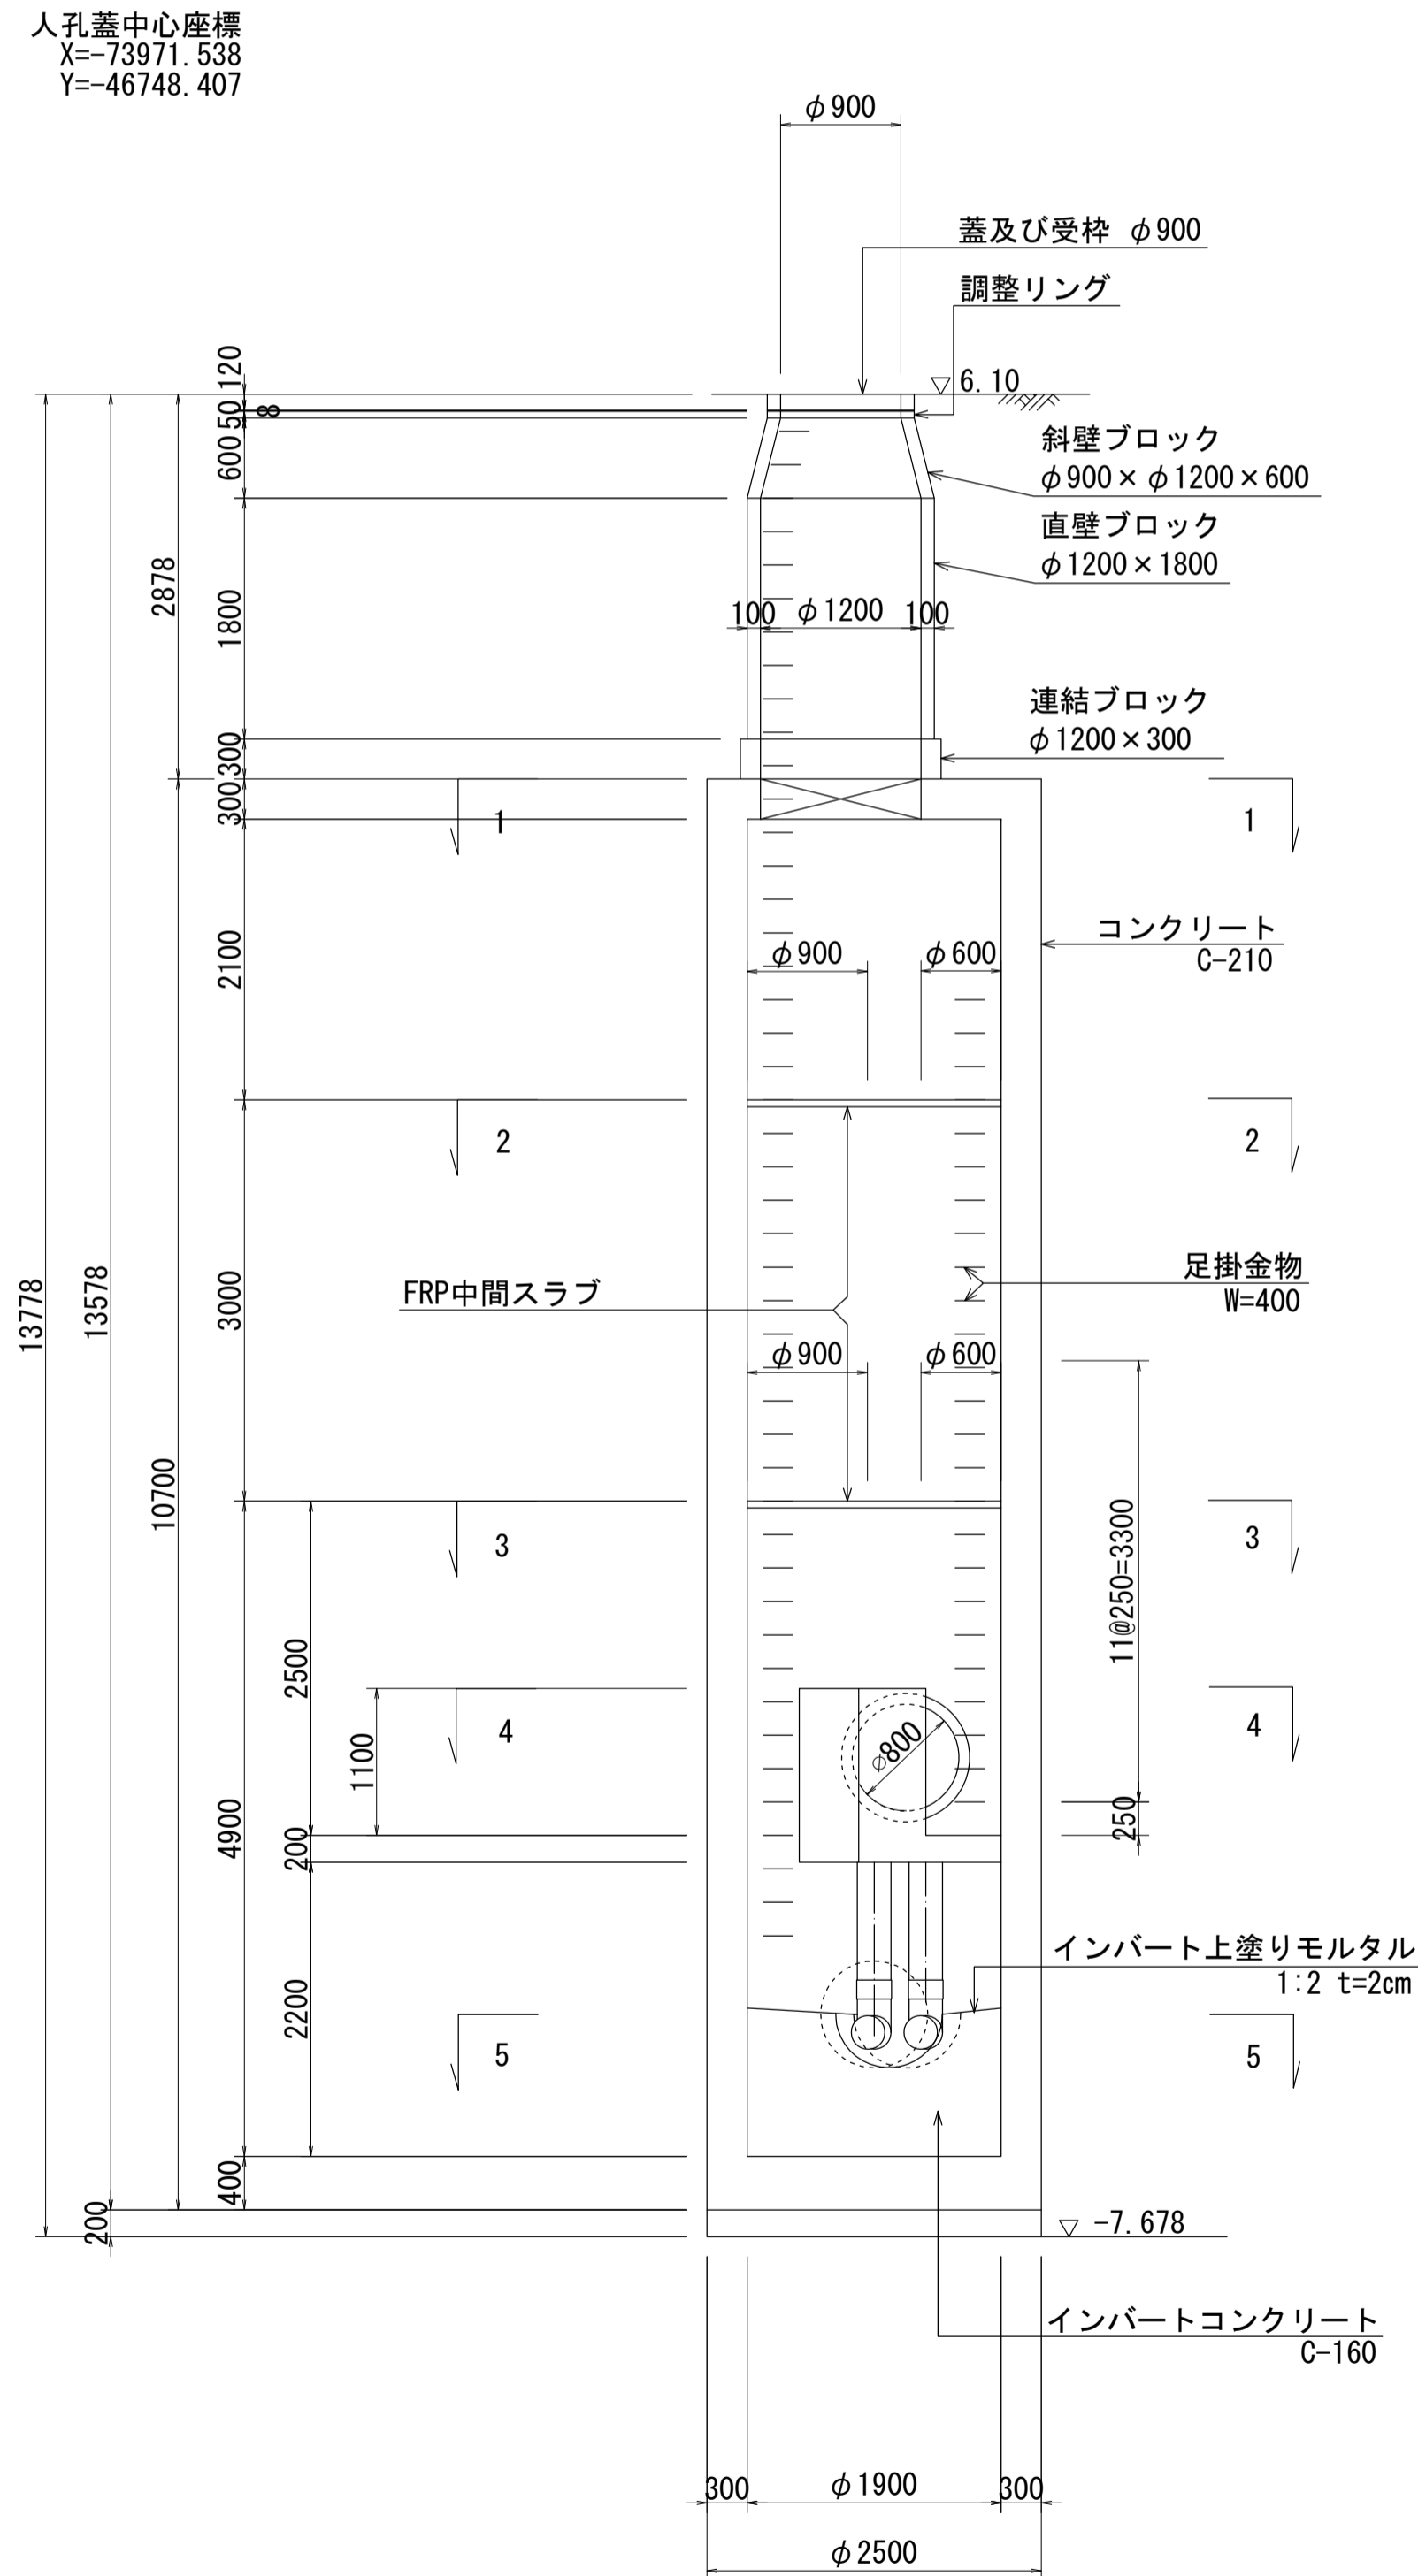 人孔蓋中心座標
X=-73971.538
Y=-46748.407
φ900
蓋及び受枠 φ900
調整リング
6.10
120
8
50
600
斜壁ブロック
φ900×φ1200×600
直壁ブロック
φ1200×1800
2878
1800
100 φ1200 100
連結ブロック
φ1200×300
300
300
1
1
コンクリート
C-210
2100
φ900
φ600
2
2
13778
13578
3000
FRP中間スラブ
足掛金物
W=400
φ900
φ600
10700
3
3
11@250=3300
2500
4
4
1100
⌀800
4900
250
200
インバート上塗りモルタル
1:2 t=2cm
2200
5
5
400
200
-7.678
インバートコンクリート
C-160
300 φ1900 300
φ2500